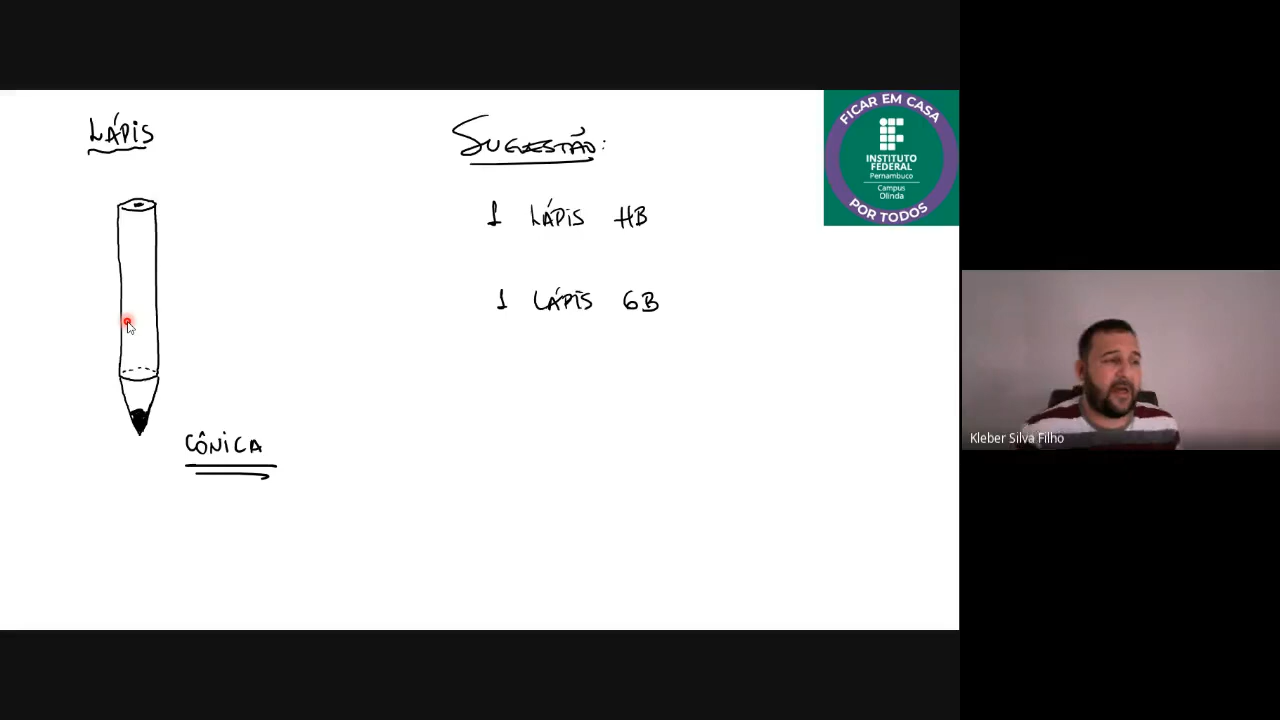 LÁPIS
SUGESTÃO:
1 LÁPIS HB
1 LÁPIS 6B
CÔNICA
FICAR EM CASA
INSTITUTO
FEDERAL
Pernambuco
Campus
Olinda
POR TODOS
Kleber Silva Filho